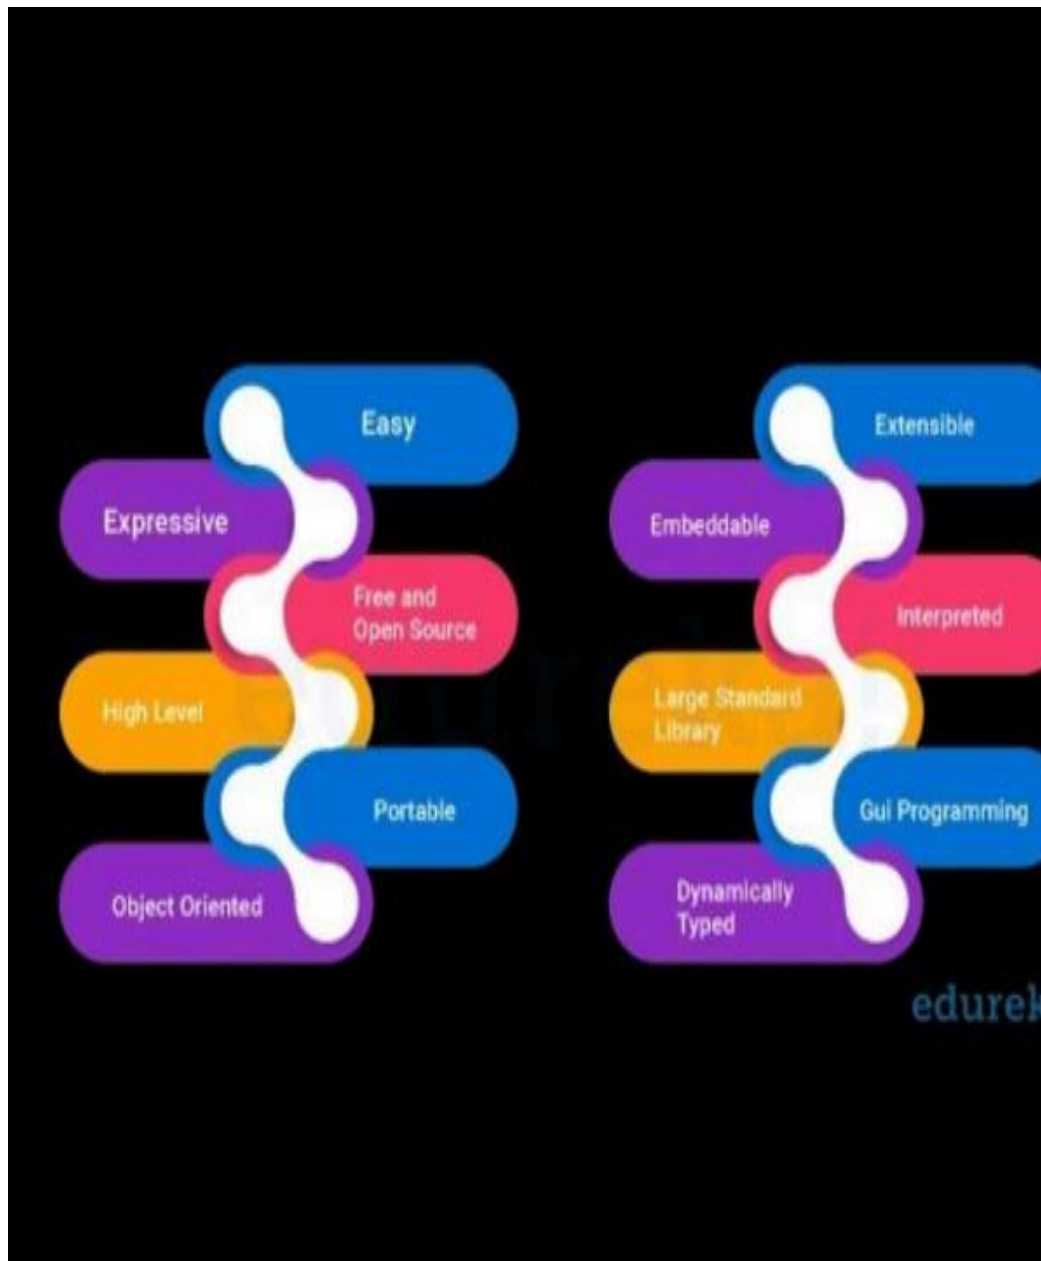 Easy
Expressive
Free and
Open Source
High Level
Portable
Object Oriented
Extensible
Embeddable
Interpreted
Large Standard
Library
Gui Programming
Dynamically
Typed
edurek